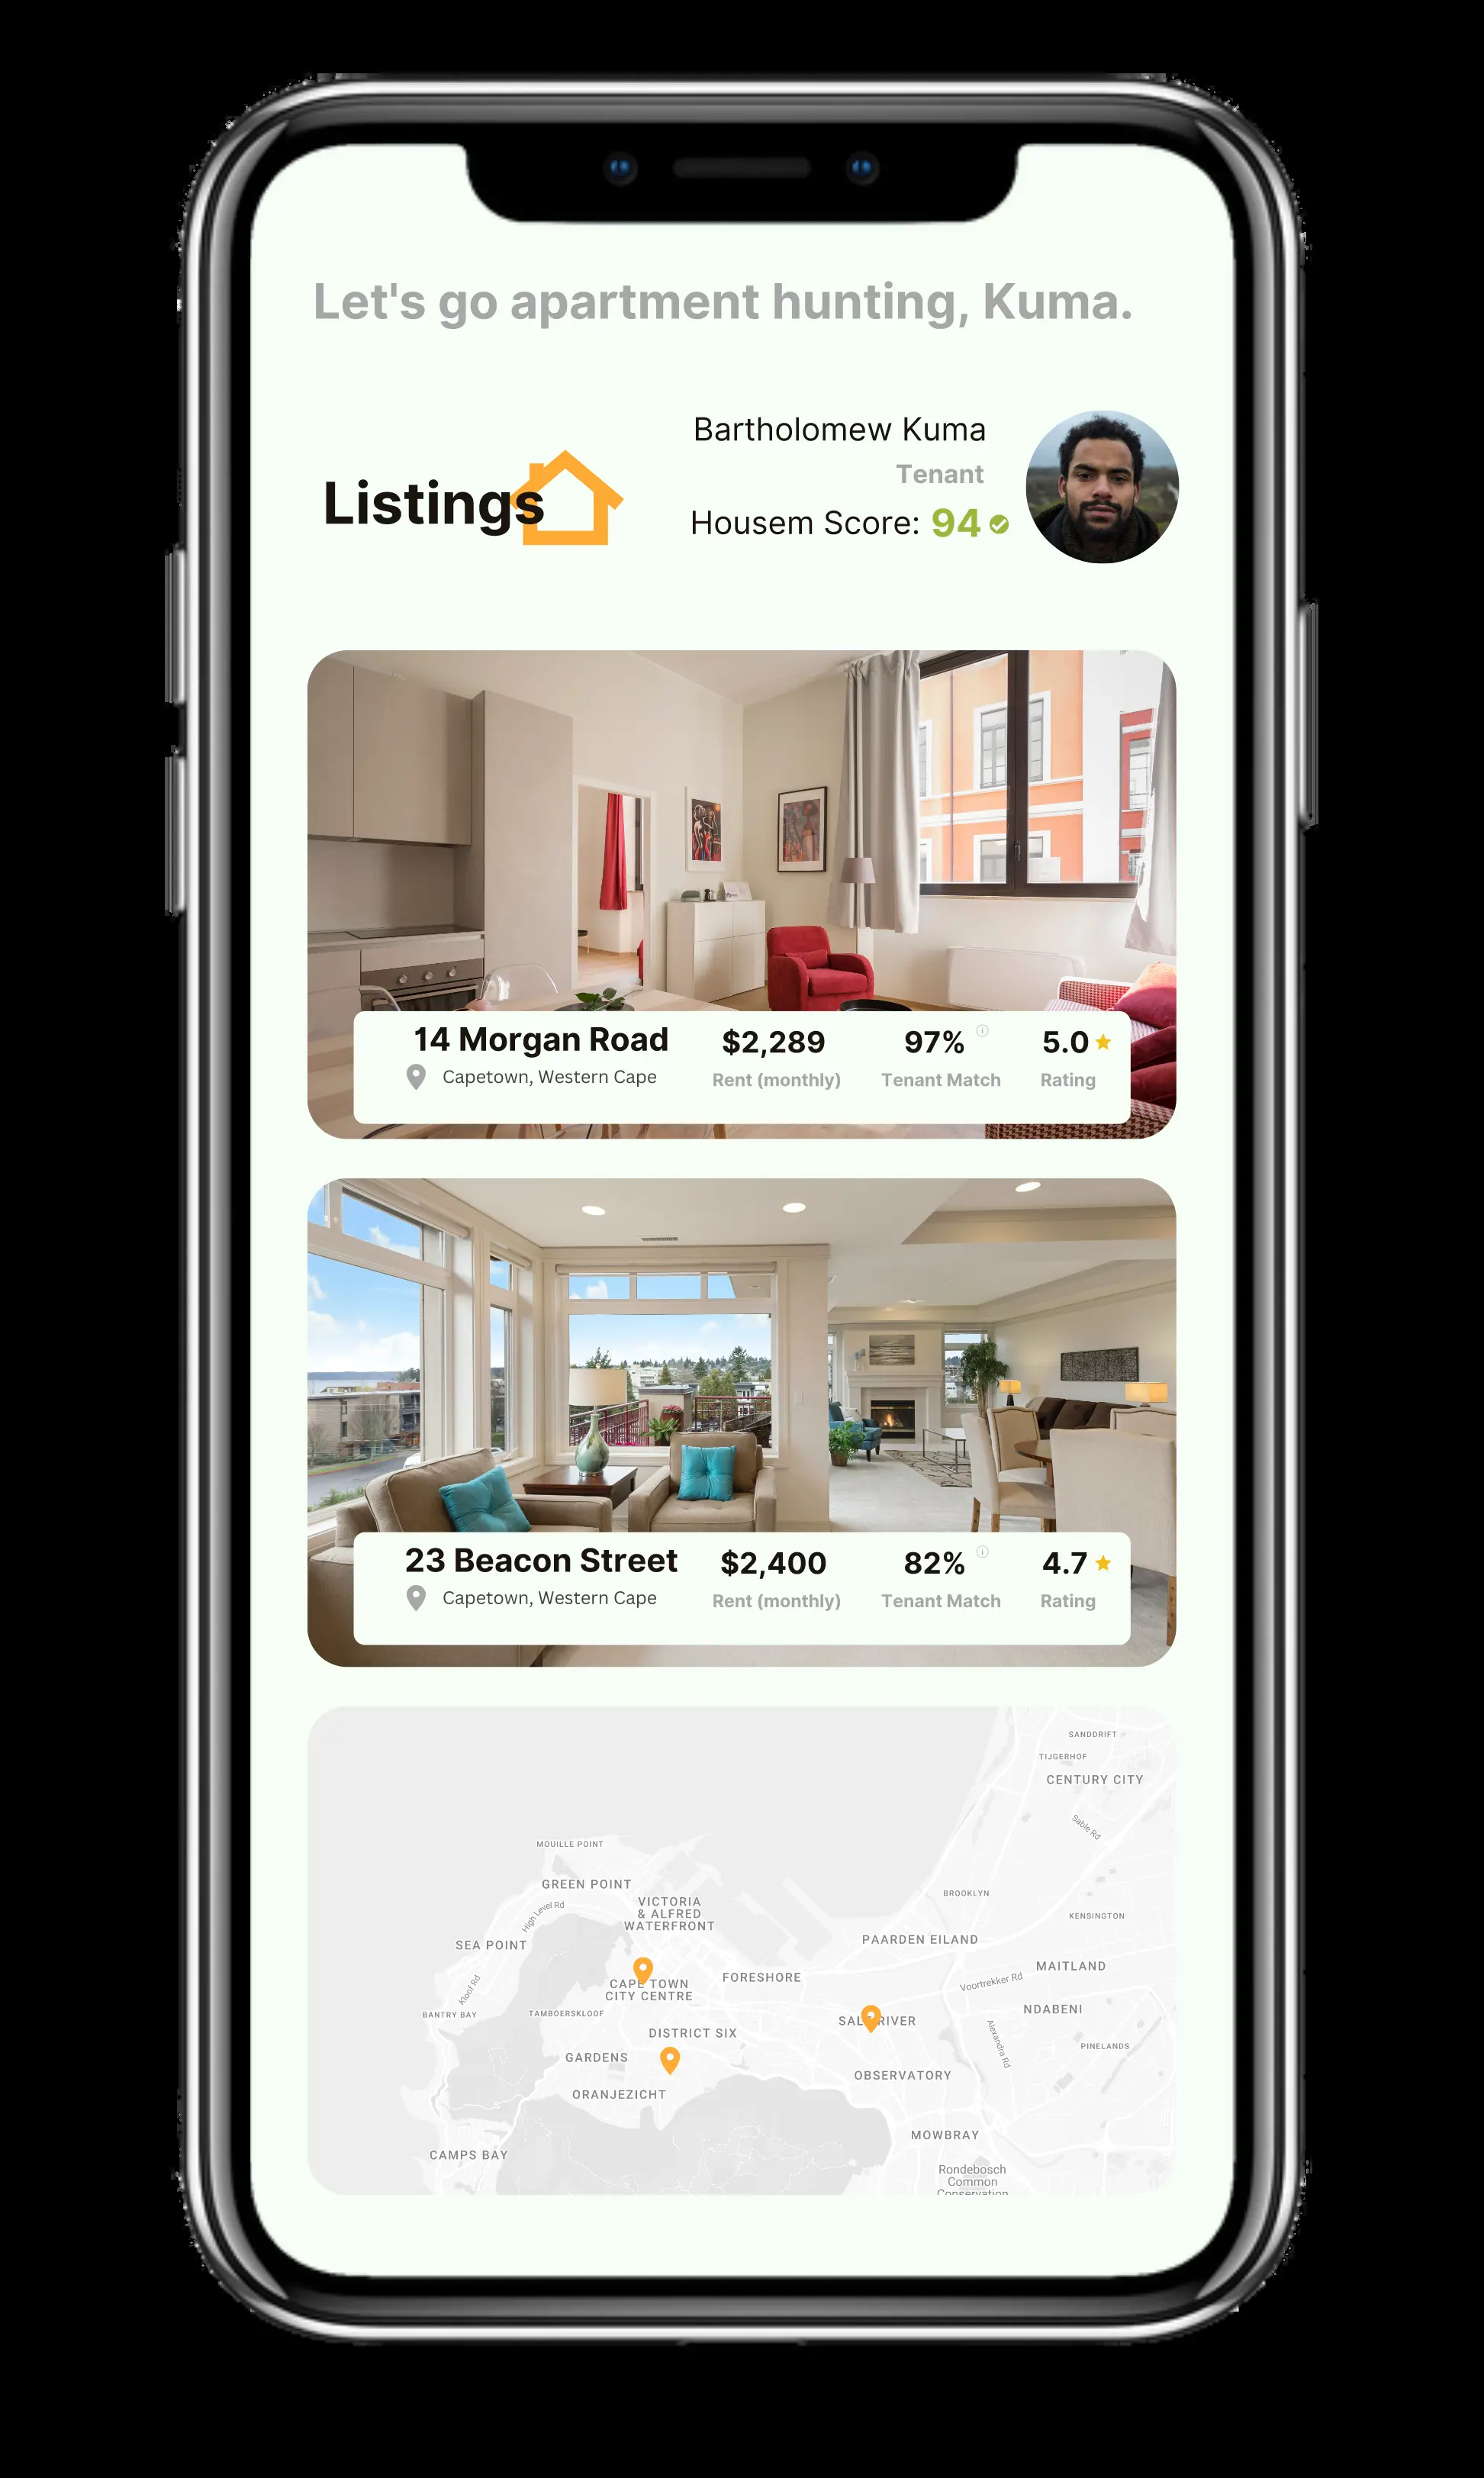 Let's go apartment hunting, Kuma.
Bartholomew Kuma
Tenant
Listings
Housem Score: 94
14 Morgan Road
Capetown, Western Cape
$2,289
Rent (monthly)
97%
Tenant Match
5.0
Rating
23 Beacon Street
Capetown, Western Cape
$2,400
Rent (monthly)
82%
Tenant Match
4.7
Rating
SANDDRIFT
TIJGERHOF
CENTURY CITY
Sable Rd
MOUILLE POINT
GREEN POINT
VICTORIA
& ALFRED
WATERFRONT
High Level Rd
BROOKLYN
KENSINGTON
SEA POINT
PAARDEN EILAND
MAITLAND
FORESHORE
CAPE TOWN
CITY CENTRE
Voortrekker Rd
Kloof Rd
NDABENI
BANTRY BAY
TAMBOERSKLOOF
SALT RIVER
DISTRICT SIX
Alexandra Rd
PINELANDS
GARDENS
OBSERVATORY
ORANJEZICHT
MOWBRAY
CAMPS BAY
Rondebosch
Common
Conservation